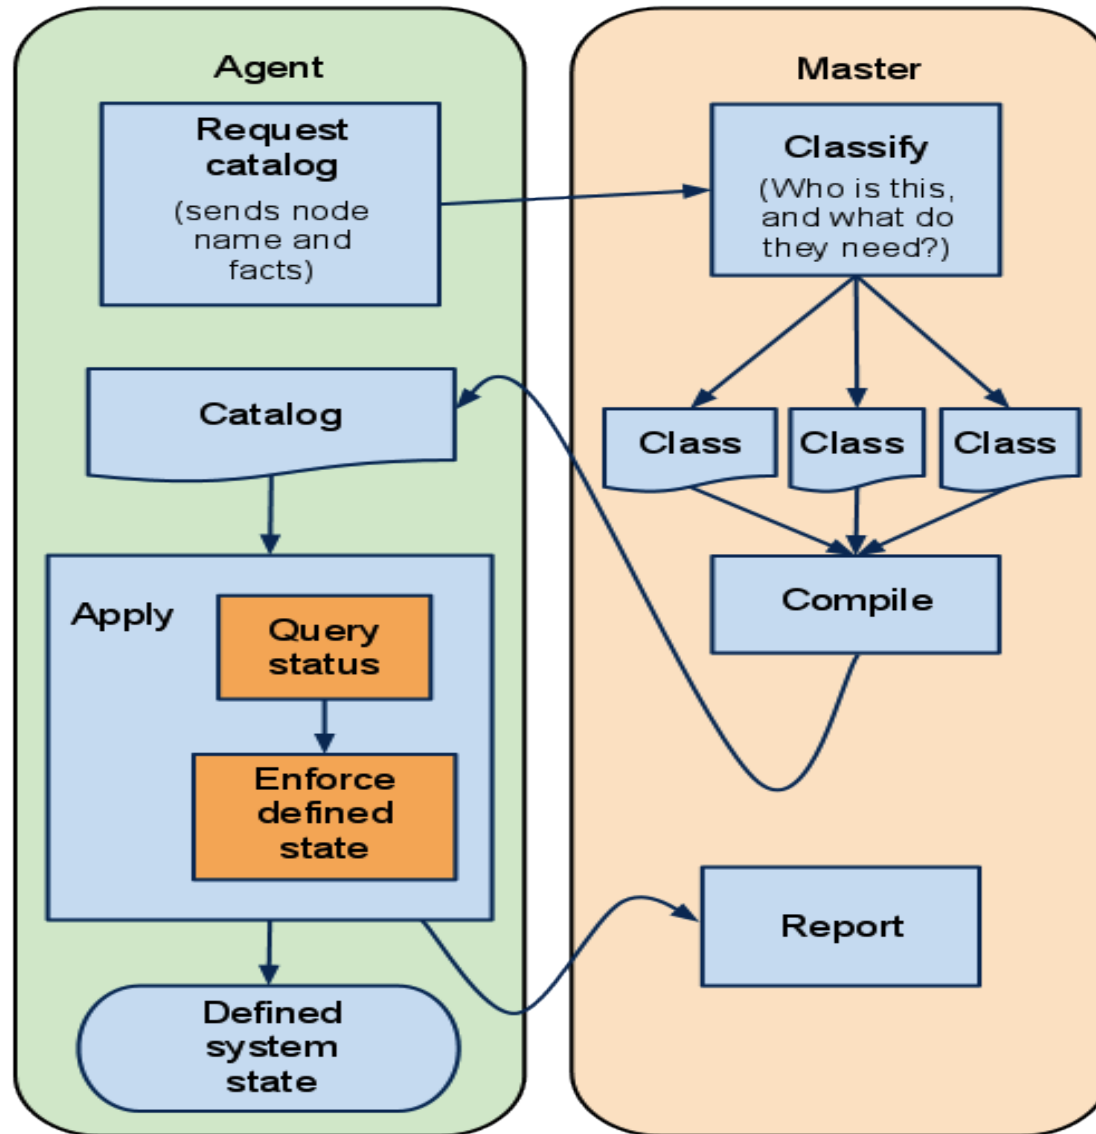 Agent
Request
catalog
(sends node
name and
facts)
Catalog
Apply
Query
status
Enforce
defined
state
Defined
system
state
Master
Classify
(Who is this,
and what do
they need?)
Class
Class
Class
Compile
Report